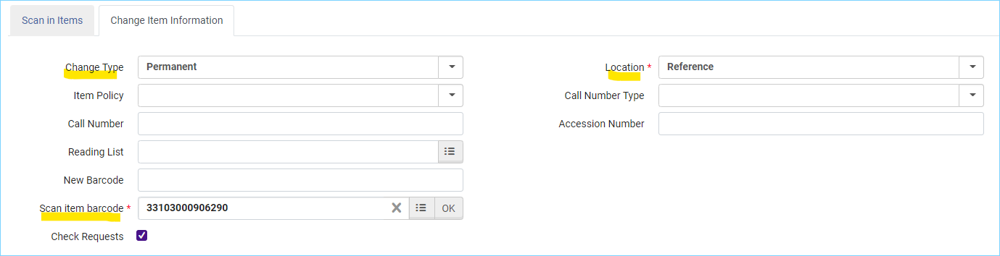 Scan in Items
Change Item Information
Change Type Permanent
Location * Reference
Item Policy
Call Number Type
Call Number
Accession Number
Reading List
New Barcode
Scan item barcode * 33103000906290 OK
Check Requests